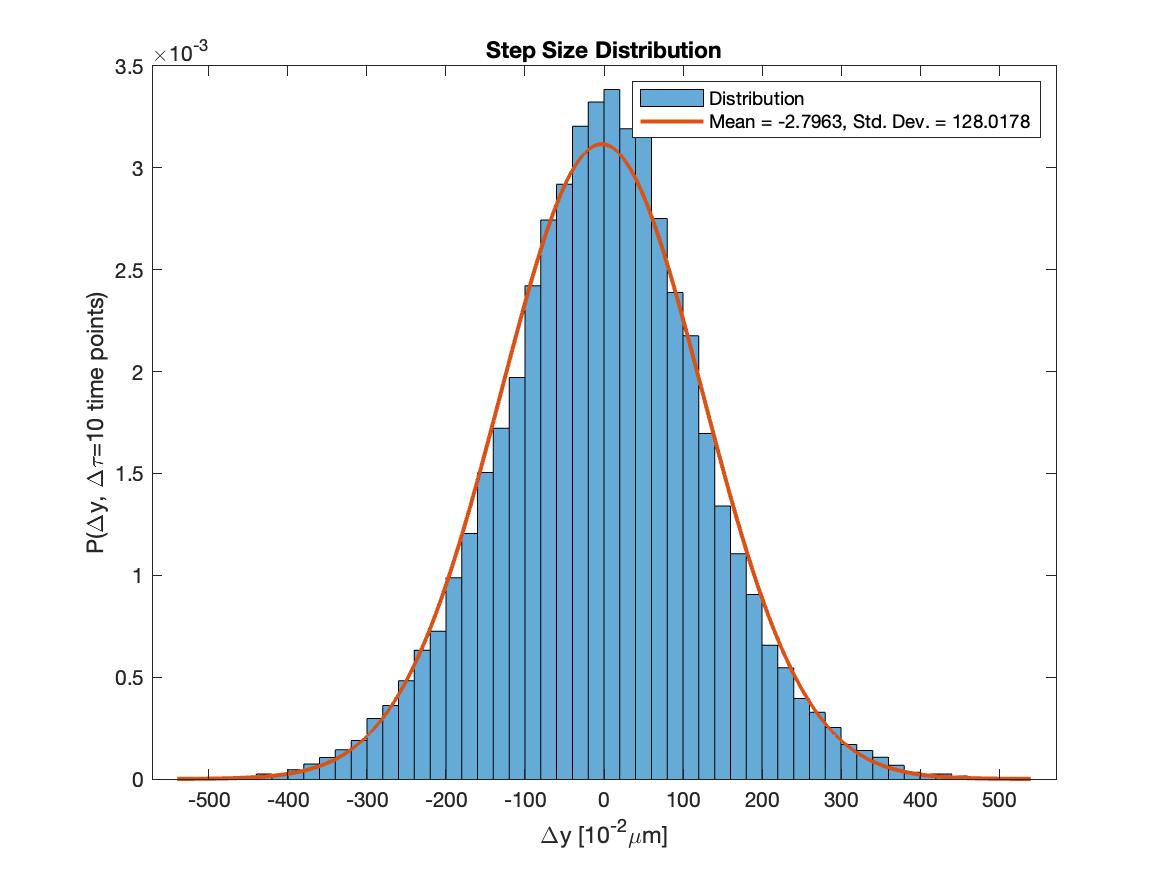 Step Size Distribution
×10-3
Distribution
Mean = -2.7963, Std. Dev. = 128.0178
P(Δy, Δτ=10 time points)
3.5
3
2.5
2
1.5
1
0.5
0
-500 -400 -300 -200 -100 0 100 200 300 400 500
Δy [10-2μm]